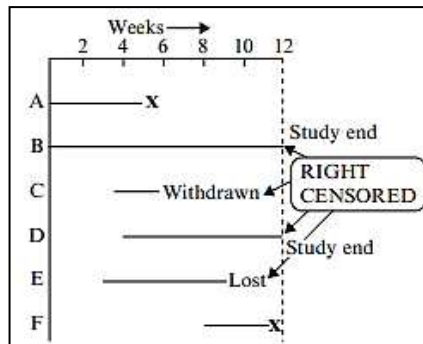 Weeks
2 4 6 8 10 12
A X
B Study end
RIGHT
CENSORED
C Withdrawn
D
Study end
E Lost
F X